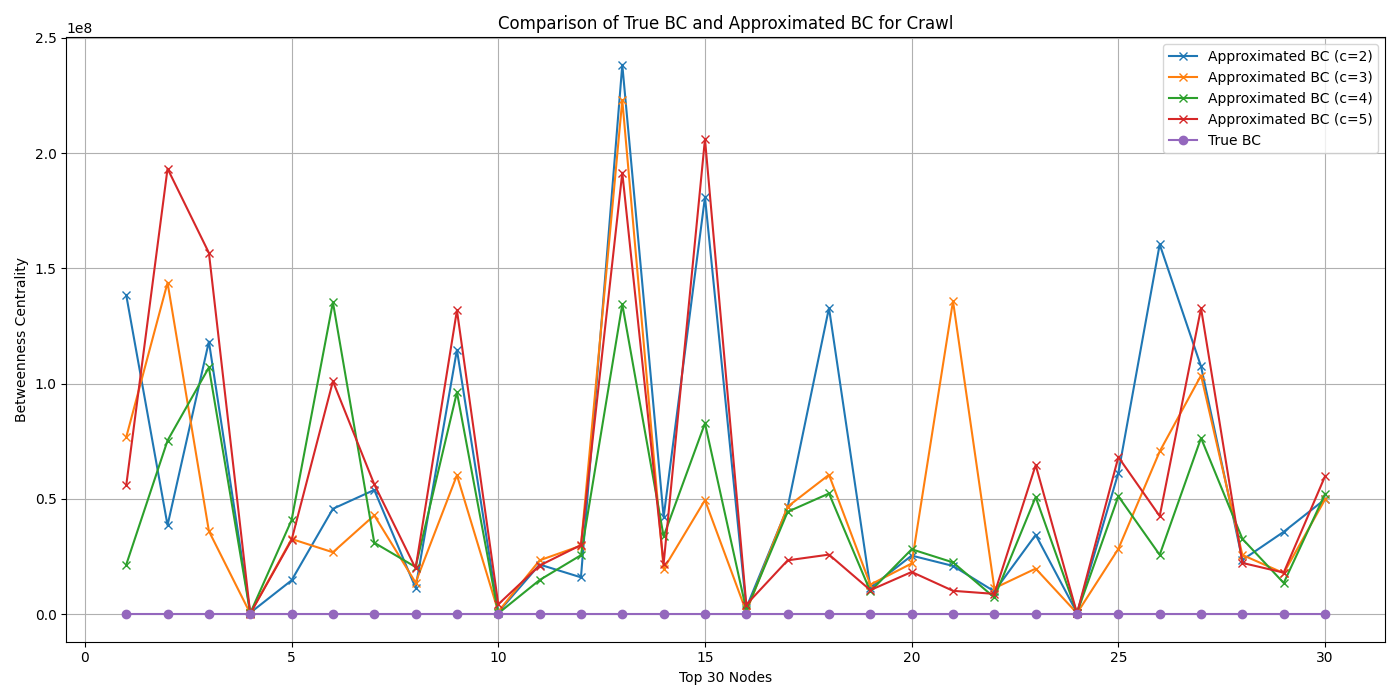 Comparison of True BC and Approximated BC for Crawl
1e8
2.5
2.0
1.5
1.0
0.5
0.0
Betweenness Centrality
Approximated BC (c=2)
Approximated BC (c=3)
Approximated BC (c=4)
Approximated BC (c=5)
True BC
0 5 10 15 20 25 30
Top 30 Nodes